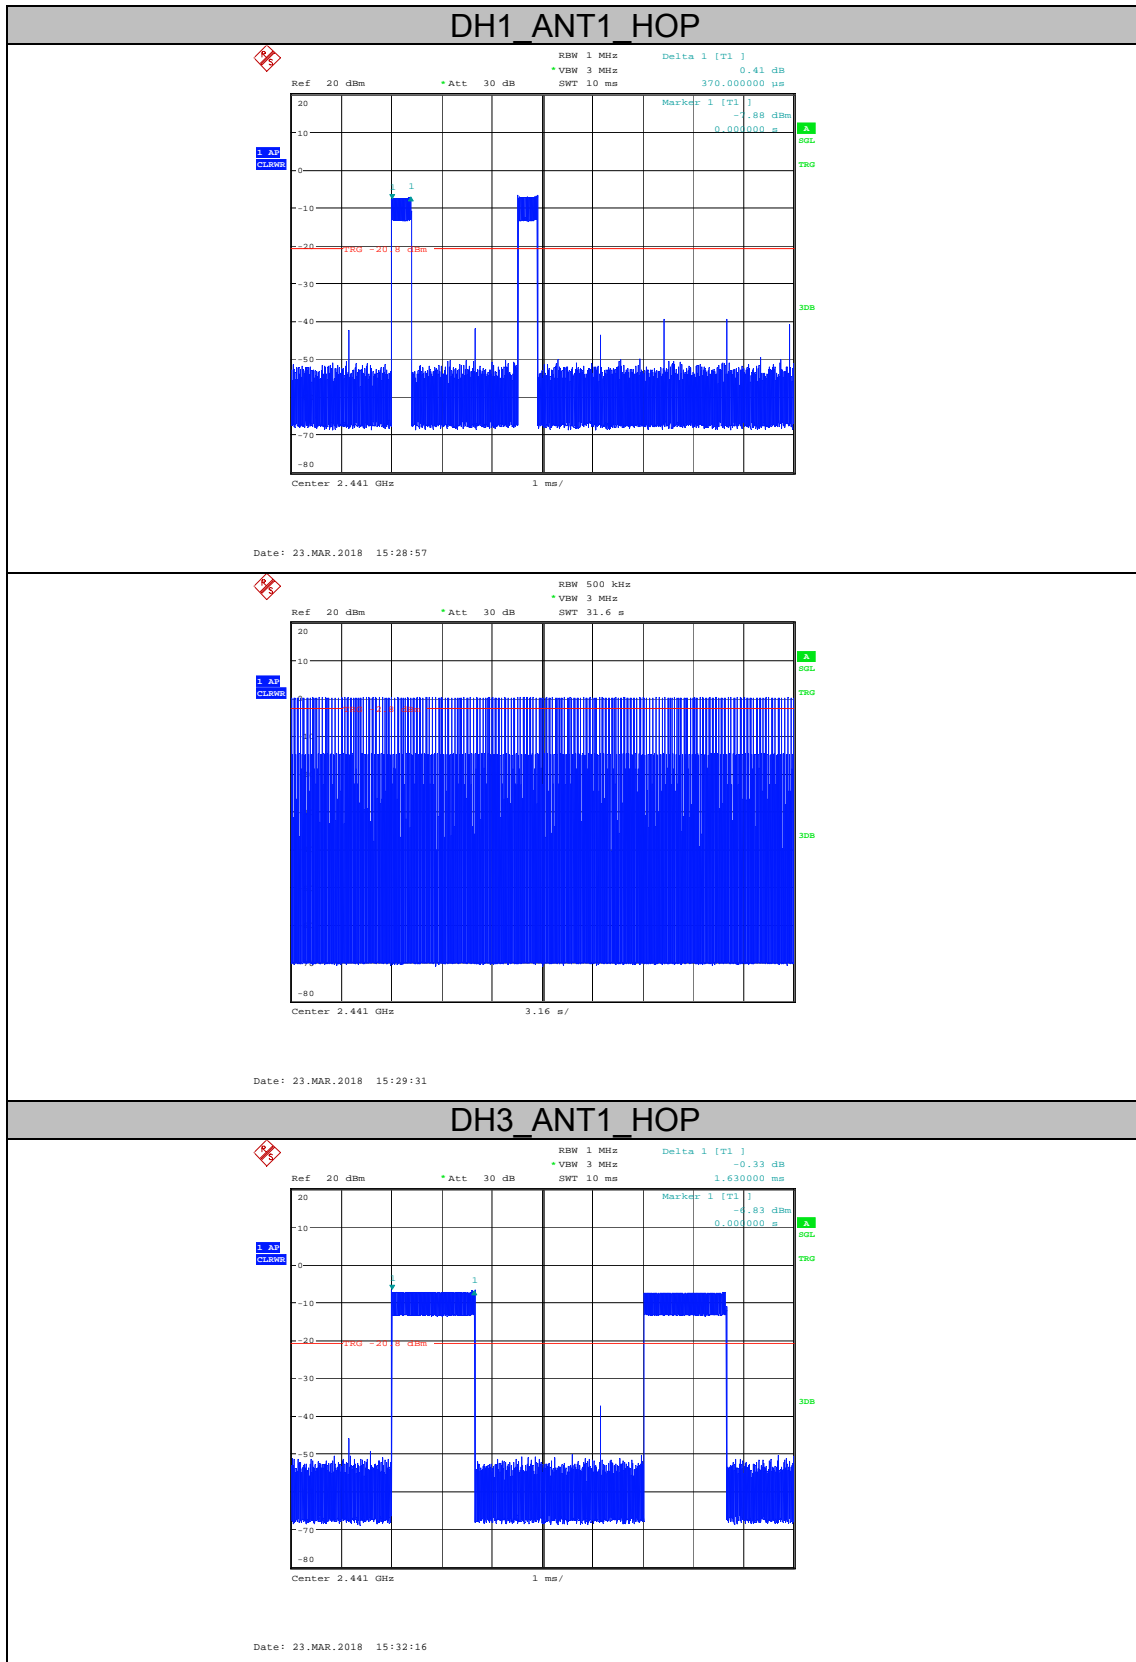 DH1_ANT1_HOP
R S
RBW 1 MHz Delta 1 [T1 ]
* VBW 3 MHz 0.41 dB
Ref 20 dBm * Att 30 dB SWT 10 ms 370.000000 µs
20 Marker 1 [T1 ]
-7.88 dBm
10 0.000000 s A
SGL
1 AP
CLRWR 0 TRG
1 1
-10
-20 TRG -20.8 dBm
-30
3DB
-40
-50
-70
-80
Center 2.441 GHz 1 ms/
Date: 23.MAR.2018 15:28:57
R S
RBW 500 kHz
* VBW 3 MHz
Ref 20 dBm * Att 30 dB SWT 31.6 s
20
10 A
SGL
1 AP
CLRWR TRG
3DB
-80
Center 2.441 GHz 3.16 s/
Date: 23.MAR.2018 15:29:31
DH3_ANT1_HOP
R S
RBW 1 MHz Delta 1 [T1 ]
* VBW 3 MHz -0.33 dB
Ref 20 dBm * Att 30 dB SWT 10 ms 1.630000 ms
20 Marker 1 [T1 ]
-6.83 dBm
10 0.000000 s A
SGL
1 AP
CLRWR 0 TRG
1 1
-10
-20 TRG -20.8 dBm
-30
3DB
-40
-50
-70
-80
Center 2.441 GHz 1 ms/
Date: 23.MAR.2018 15:32:16